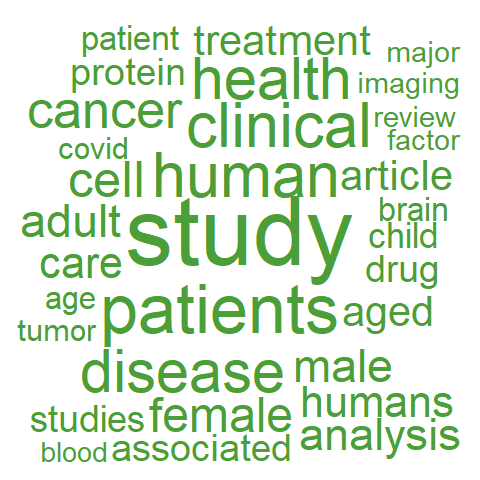 patient treatment major
protein health imaging
cancer clinical review
covid factor
cell human article
adult study brain
care child
age patients drug
tumor aged
disease male
studies female humans
blood associated analysis